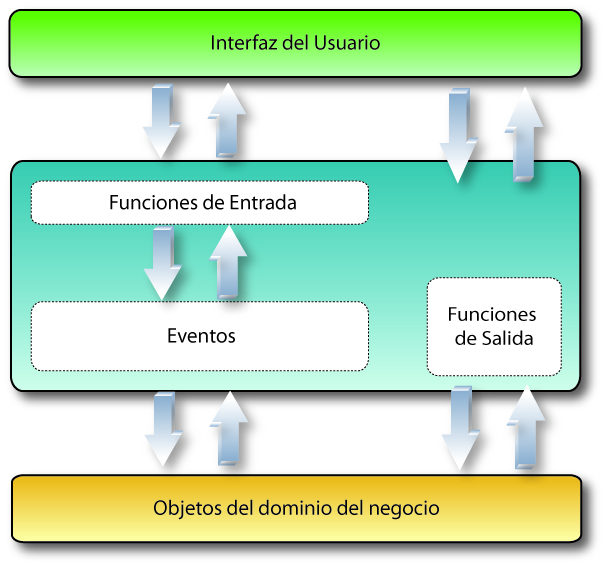 Interfaz del Usuario
Funciones de Entrada
Eventos
Funciones
de Salida
Objetos del dominio del negocio